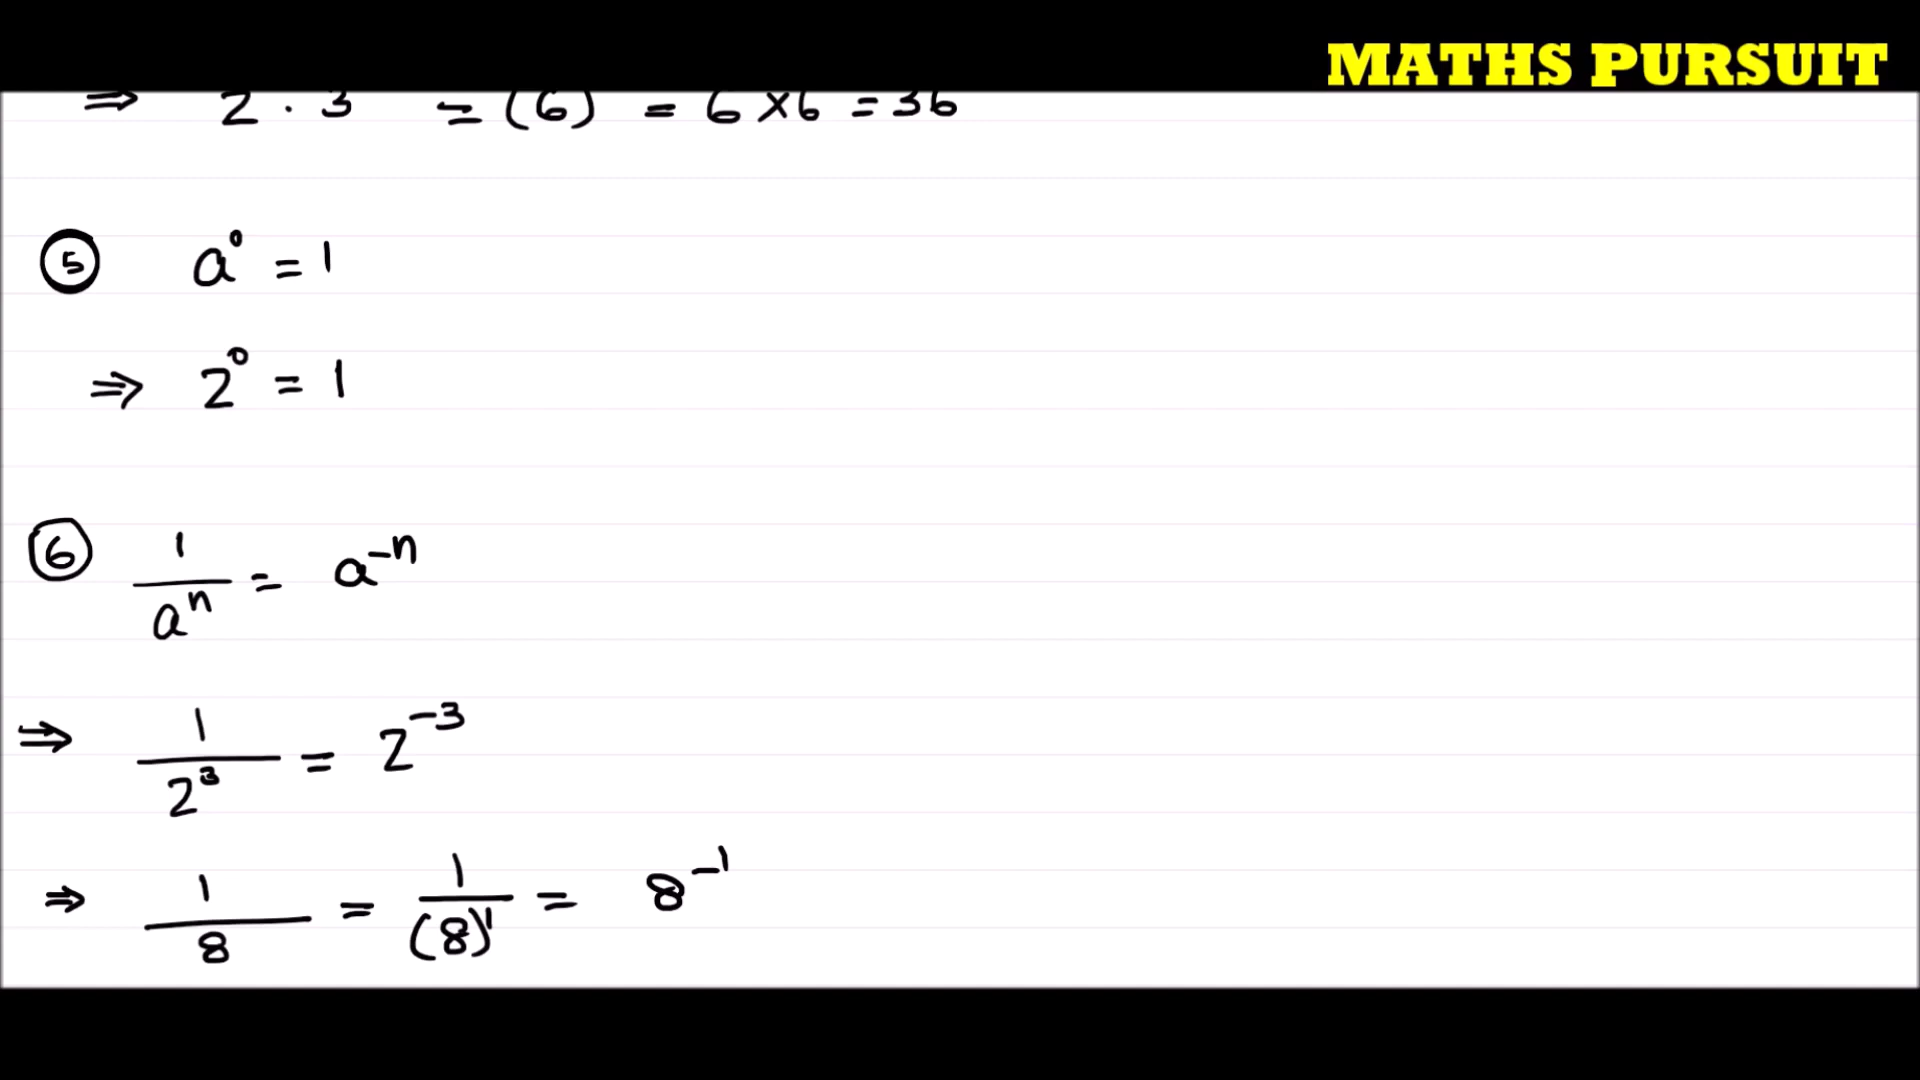 MATHS PURSUIT
⇒ 2 · 3 = (6) = 6 × 6 = 36
⑤ a⁰ = 1
⇒ 2⁰ = 1
⑥ 1/aⁿ = a⁻ⁿ
⇒ 1/2³ = 2⁻³
⇒ 1/8 = 1/(8)¹ = 8⁻¹